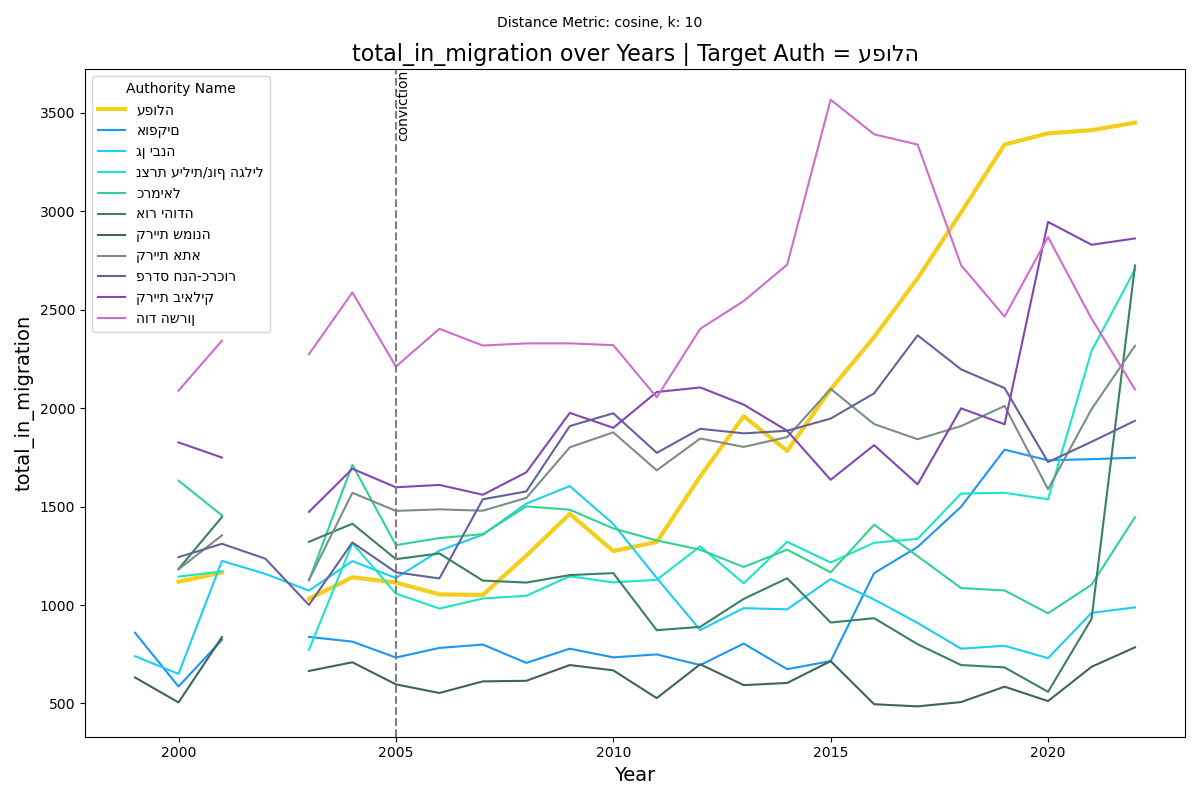 Distance Metric: cosine, k: 10
total_in_migration over Years | Target Auth = עפולה
Authority Name
עפולה
אופקים
גן יבנה
נצרת עילית/נוף הגליל
כרמיאל
אור יהודה
קריית שמונה
קריית אתא
פרדס חנה-כרכור
קריית ביאליק
הוד השרון
conviction
total_in_migration
3500
3000
2500
2000
1500
1000
500
2000
2005
2010
2015
2020
Year